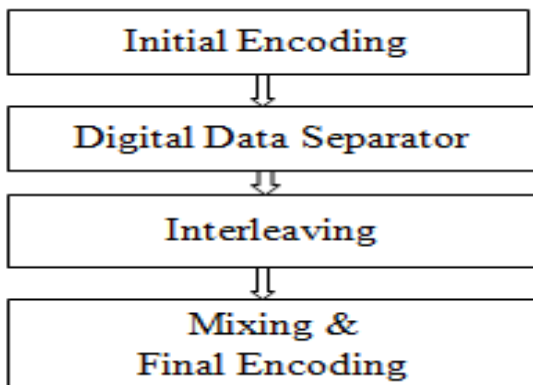 Initial Encoding
Digital Data Separator
Interleaving
Mixing &
Final Encoding